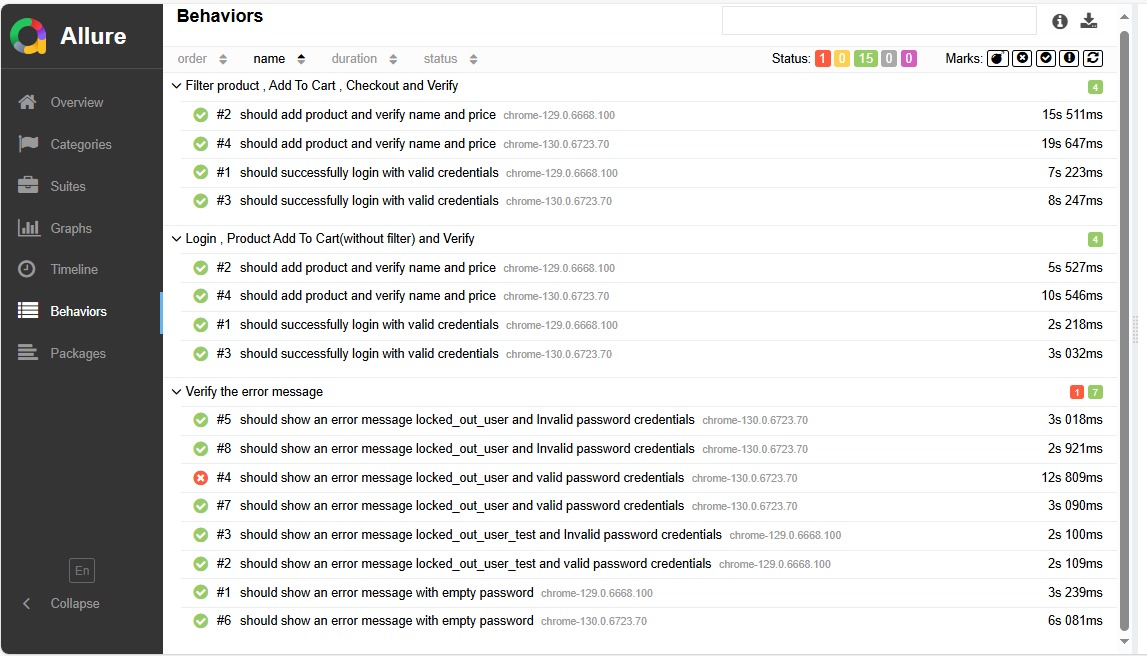 Allure
Overview
Categories
Suites
Graphs
Timeline
Behaviors
Packages
En
Collapse
Behaviors
order name duration status Status: 1 0 15 0 0 Marks:
Filter product , Add To Cart , Checkout and Verify 4
#2 should add product and verify name and price chrome-129.0.6668.100 15s 511ms
#4 should add product and verify name and price chrome-130.0.6723.70 19s 647ms
#1 should successfully login with valid credentials chrome-129.0.6668.100 7s 223ms
#3 should successfully login with valid credentials chrome-130.0.6723.70 8s 247ms
Login , Product Add To Cart(without filter) and Verify 4
#2 should add product and verify name and price chrome-129.0.6668.100 5s 527ms
#4 should add product and verify name and price chrome-130.0.6723.70 10s 546ms
#1 should successfully login with valid credentials chrome-129.0.6668.100 2s 218ms
#3 should successfully login with valid credentials chrome-130.0.6723.70 3s 032ms
Verify the error message 1 7
#5 should show an error message locked_out_user and Invalid password credentials chrome-130.0.6723.70 3s 018ms
#8 should show an error message locked_out_user and Invalid password credentials chrome-130.0.6723.70 2s 921ms
#4 should show an error message locked_out_user and valid password credentials chrome-130.0.6723.70 12s 809ms
#7 should show an error message locked_out_user and valid password credentials chrome-130.0.6723.70 3s 090ms
#3 should show an error message locked_out_user_test and Invalid password credentials chrome-129.0.6668.100 2s 100ms
#2 should show an error message locked_out_user_test and valid password credentials chrome-129.0.6668.100 2s 109ms
#1 should show an error message with empty password chrome-129.0.6668.100 3s 239ms
#6 should show an error message with empty password chrome-130.0.6723.70 6s 081ms